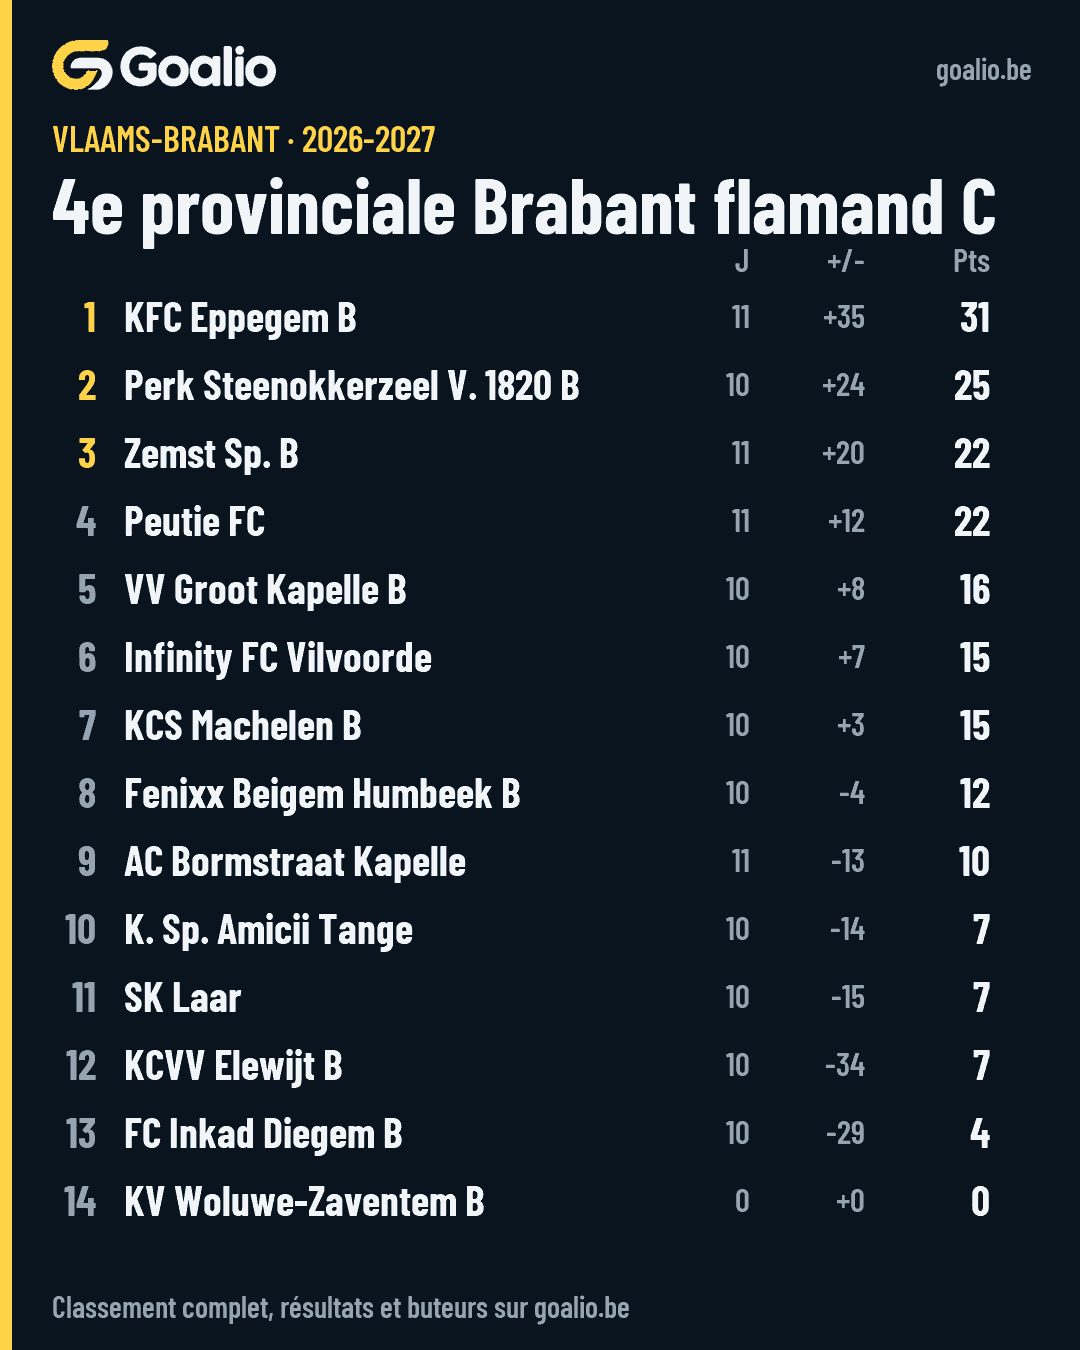 Goalio
goalio.be
VLAAMS-BRABANT · 2026-2027
4e provinciale Brabant flamand C
J +/- Pts
1 KFC Eppegem B 11 +35 31
2 Perk Steenokkerzeel V. 1820 B 10 +24 25
3 Zemst Sp. B 11 +20 22
4 Peutie FC 11 +12 22
5 VV Groot Kapelle B 10 +8 16
6 Infinity FC Vilvoorde 10 +7 15
7 KCS Machelen B 10 +3 15
8 Fenixx Beigem Humbeek B 10 -4 12
9 AC Bormstraat Kapelle 11 -13 10
10 K. Sp. Amicii Tange 10 -14 7
11 SK Laar 10 -15 7
12 KCVV Elewijt B 10 -34 7
13 FC Inkad Diegem B 10 -29 4
14 KV Woluwe-Zaventem B 0 +0 0
Classement complet, résultats et buteurs sur goalio.be